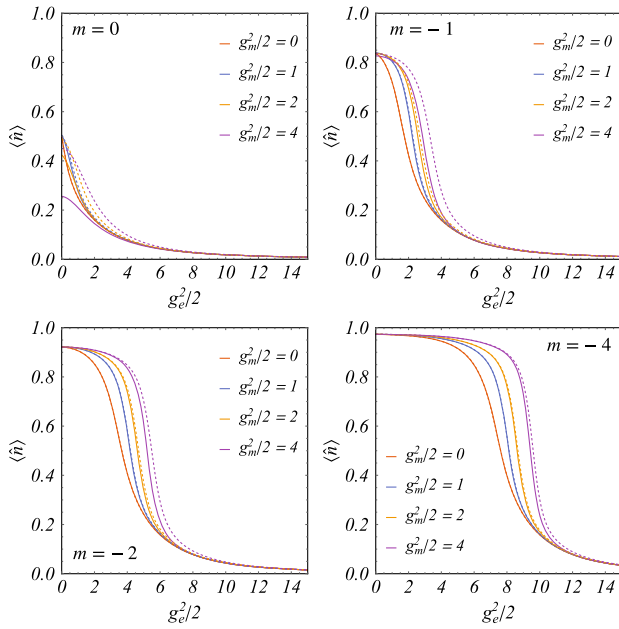 m = 0
g_m^2/2 = 0
g_m^2/2 = 1
g_m^2/2 = 2
g_m^2/2 = 4
⟨n̂⟩
1.0
0.8
0.6
0.4
0.2
0.0
0 2 4 6 8 10 12 14
g_e^2/2
m = −1
g_m^2/2 = 0
g_m^2/2 = 1
g_m^2/2 = 2
g_m^2/2 = 4
⟨n̂⟩
1.0
0.8
0.6
0.4
0.2
0.0
0 2 4 6 8 10 12 14
g_e^2/2
g_m^2/2 = 0
g_m^2/2 = 1
g_m^2/2 = 2
g_m^2/2 = 4
m = −2
⟨n̂⟩
1.0
0.8
0.6
0.4
0.2
0.0
0 2 4 6 8 10 12 14
g_e^2/2
m = −4
g_m^2/2 = 0
g_m^2/2 = 1
g_m^2/2 = 2
g_m^2/2 = 4
⟨n̂⟩
1.0
0.8
0.6
0.4
0.2
0.0
0 2 4 6 8 10 12 14
g_e^2/2